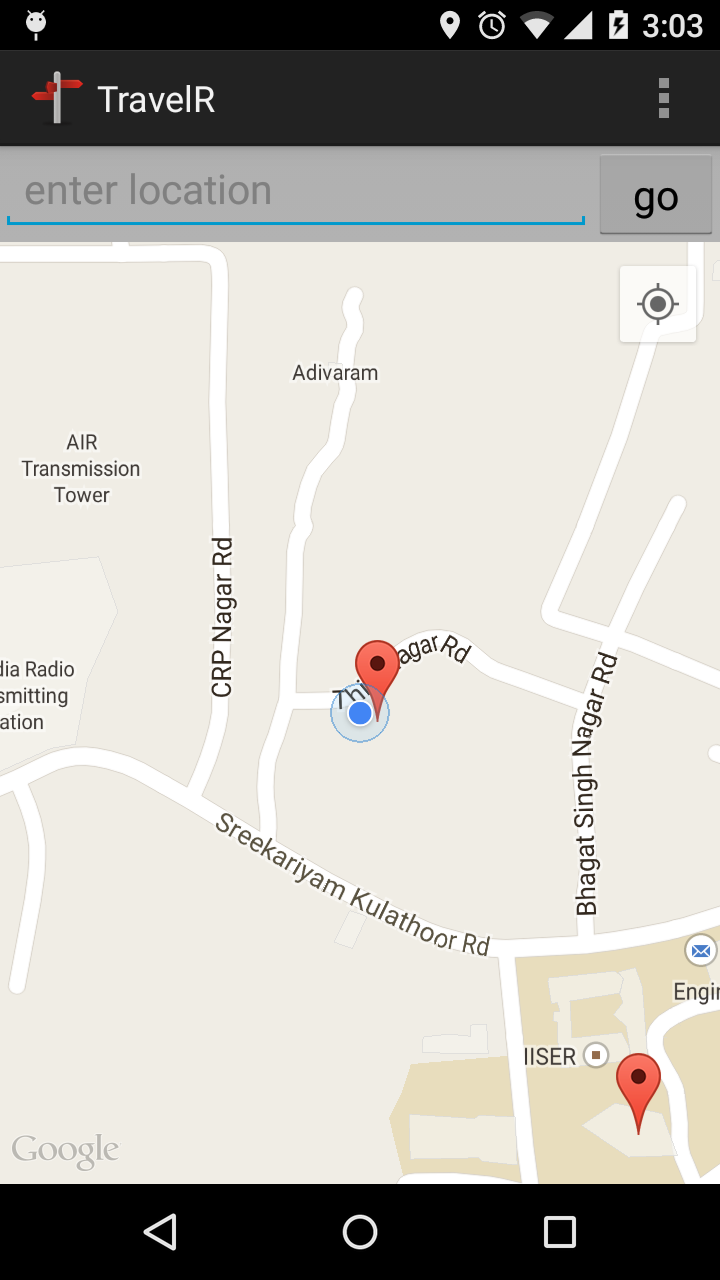 3:03
TravelR
enter location
go
Adivaram
AIR
Transmission
Tower
CRP Nagar Rd
agar Rd
dia Radio
smitting
ation
Bhagat Singh Nagar Rd
Sreekariyam Kulathoor Rd
Engin
IISER
Google